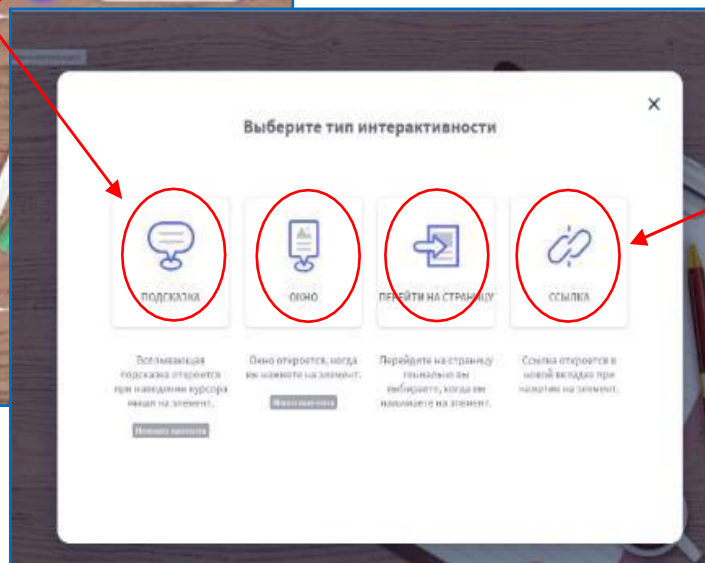 Выберите тип интерактивности
ПОДСКАЗКА
ОКНО
ПЕРЕЙТИ НА СТРАНИЦУ
ССЫЛКА
Всплывающая
подсказка откроется
при наведении курсора
мыши на элемент.
Окно откроется, когда
вы нажмете на элемент.
Перейдите на страницу
вы
выбираете, когда вы
нажимаете на элемент.
Ссылка откроется в
новой вкладке при
нажатии на элемент.